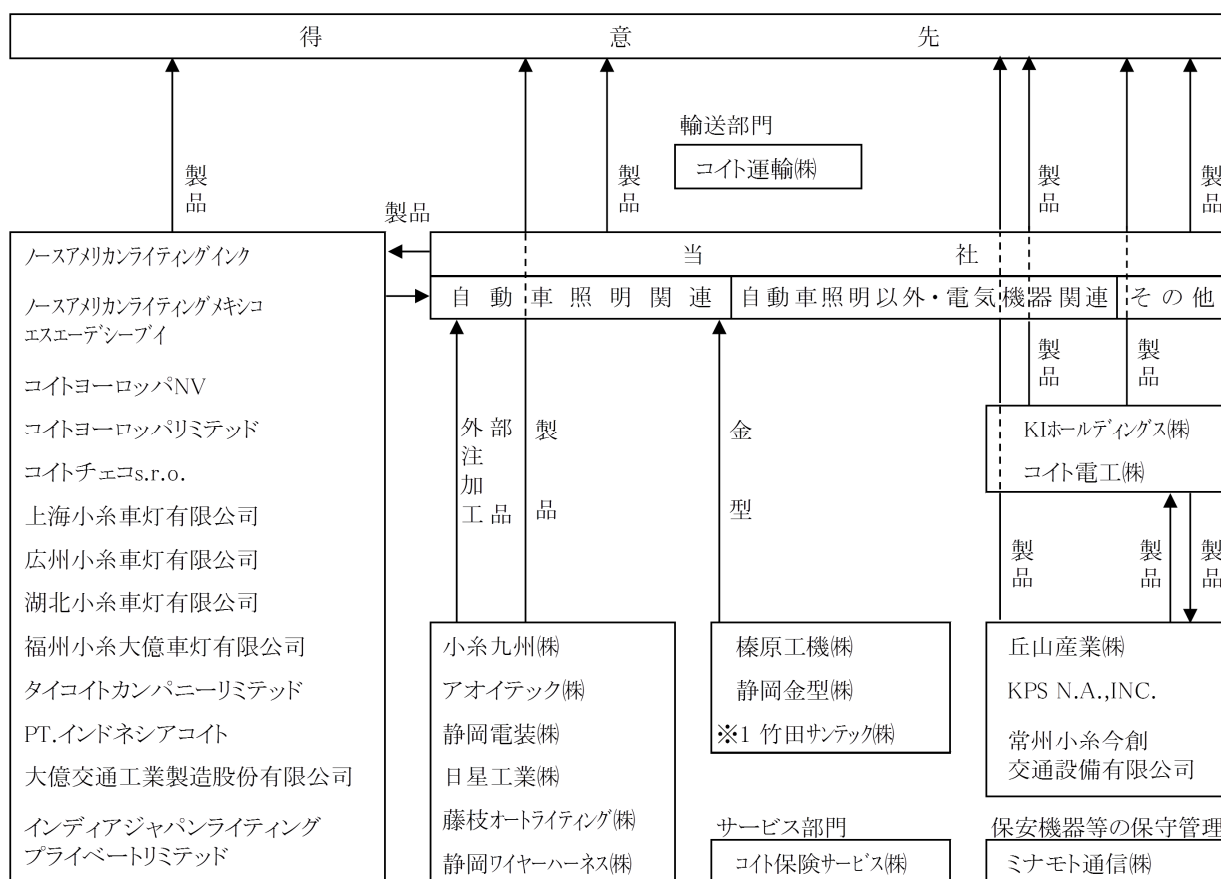 得意先
輸送部門
コイト運輸㈱
製品
製品
製品
製品
製品
ノースアメリカンライティングインク
ノースアメリカンライティングメキシコ
エスエーデシーブイ
コイトヨーロッパNV
コイトヨーロッパリミテッド
コイトチェコs.r.o.
上海小糸車灯有限公司
広州小糸車灯有限公司
湖北小糸車灯有限公司
福州小糸大億車灯有限公司
タイコイトカンパニーリミテッド
PT.インドネシアコイト
大億交通工業製造股份有限公司
インディアジャパンライティング
プライベートリミテッド
当社
自動車照明関連
自動車照明以外・電気機器関連
その他
外注加工
部品
製品
金型
製品
製品
KIホールディングス㈱
コイト電工㈱
製品
製品
製品
小糸九州㈱
アオイテック㈱
静岡電装㈱
日星工業㈱
藤枝オートライティング㈱
静岡ワイヤーハーネス㈱
榛原工機㈱
静岡金型㈱
※1 竹田サンテック㈱
丘山産業㈱
KPS N.A.,INC.
常州小糸今創
交通設備有限公司
サービス部門
コイト保険サービス㈱
保安機器等の保守管理
ミナモト通信㈱